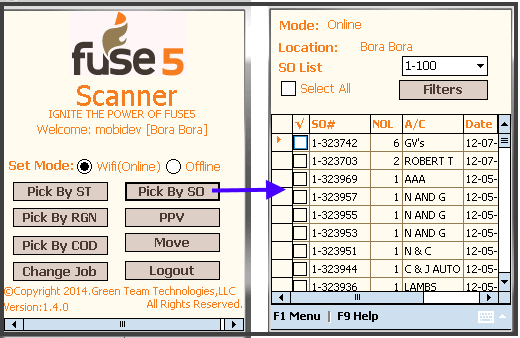 fuse 5
Scanner
IGNITE THE POWER OF FUSE5
Welcome: mobidev [Bora Bora]
Set Mode: Wifi(Online) Offline
Pick By ST Pick By SO
Pick By RGN PPV
Pick By COD Move
Change Job Logout
©Copyright 2014.Green Team Technologies,LLC
Version:1.4.0 All Rights Reserved.
Mode: Online
Location: Bora Bora
SO List 1-100
Select All Filters
√ SO# NOL A/C Date
1-323742 6 GV's 12-07-
1-323703 2 ROBERT T 12-07-
1-323969 1 AAA 12-05-
1-323957 1 N AND G 12-05-
1-323955 1 N AND G 12-05-
1-323953 1 N AND G 12-05-
1-323951 1 N & C 12-05-
1-323944 1 C & J AUTO 12-05-
1-323936 1 LAMBS 12-05-
F1 Menu | F9 Help